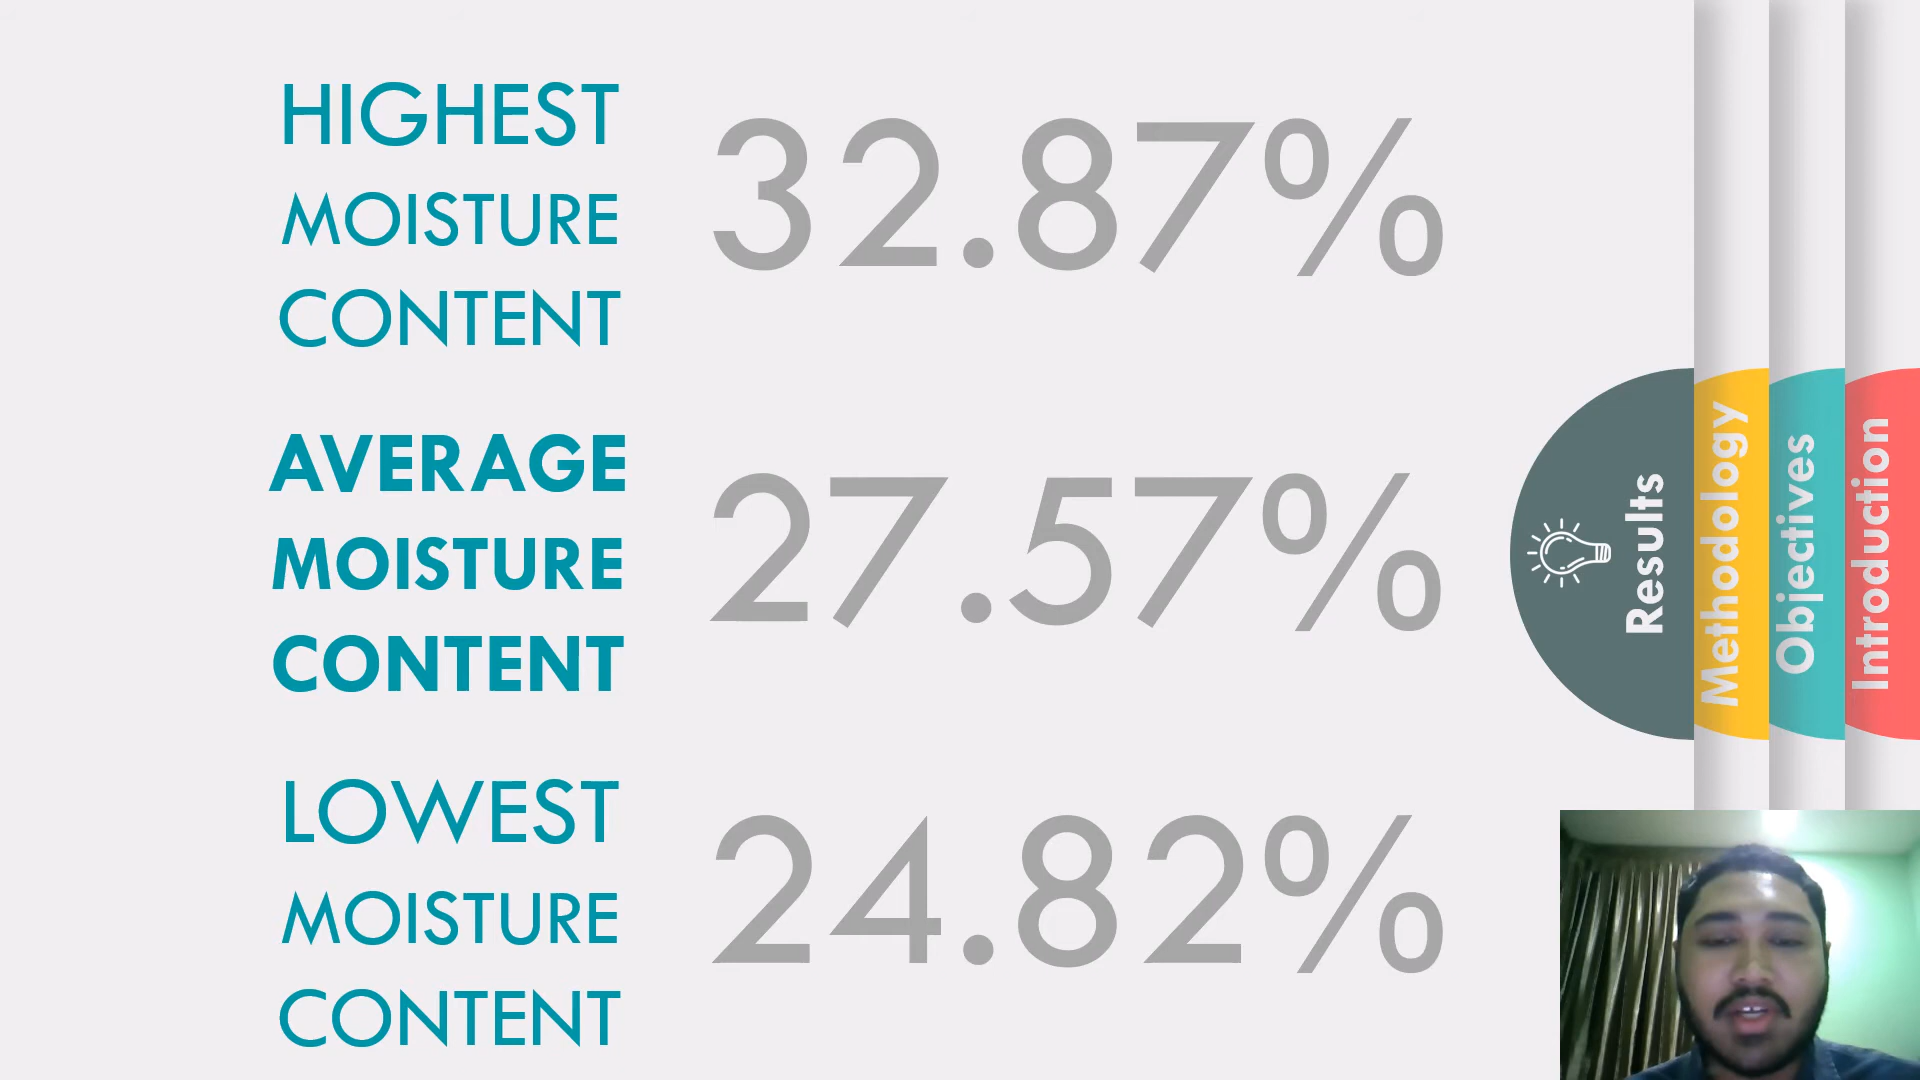 HIGHEST
MOISTURE
CONTENT
32.87%
AVERAGE
MOISTURE
CONTENT
27.57%
LOWEST
MOISTURE
CONTENT
24.82%
Results
Methodology
Objectives
Introduction